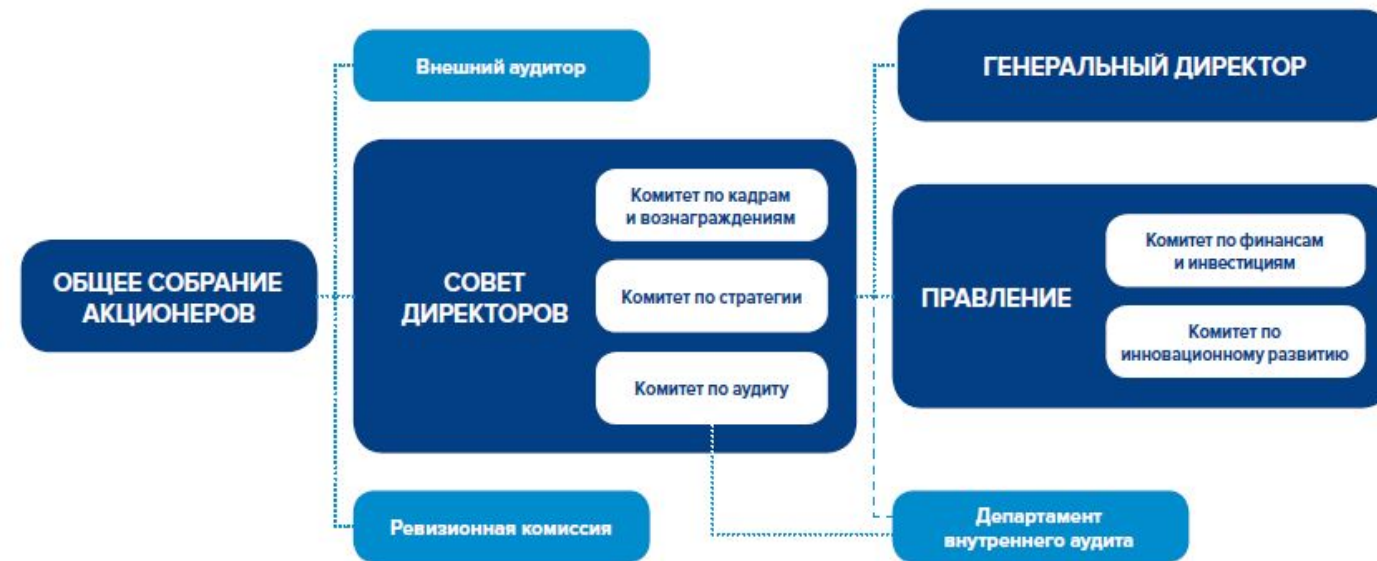 Внешний аудитор
ГЕНЕРАЛЬНЫЙ ДИРЕКТОР
ОБЩЕЕ СОБРАНИЕ
АКЦИОНЕРОВ
СОВЕТ
ДИРЕКТОРОВ
Комитет по кадрам
и вознаграждениям
Комитет по стратегии
Комитет по аудиту
ПРАВЛЕНИЕ
Комитет по финансам
и инвестициям
Комитет по
инновационному развитию
Ревизионная комиссия
Департамент
внутреннего аудита